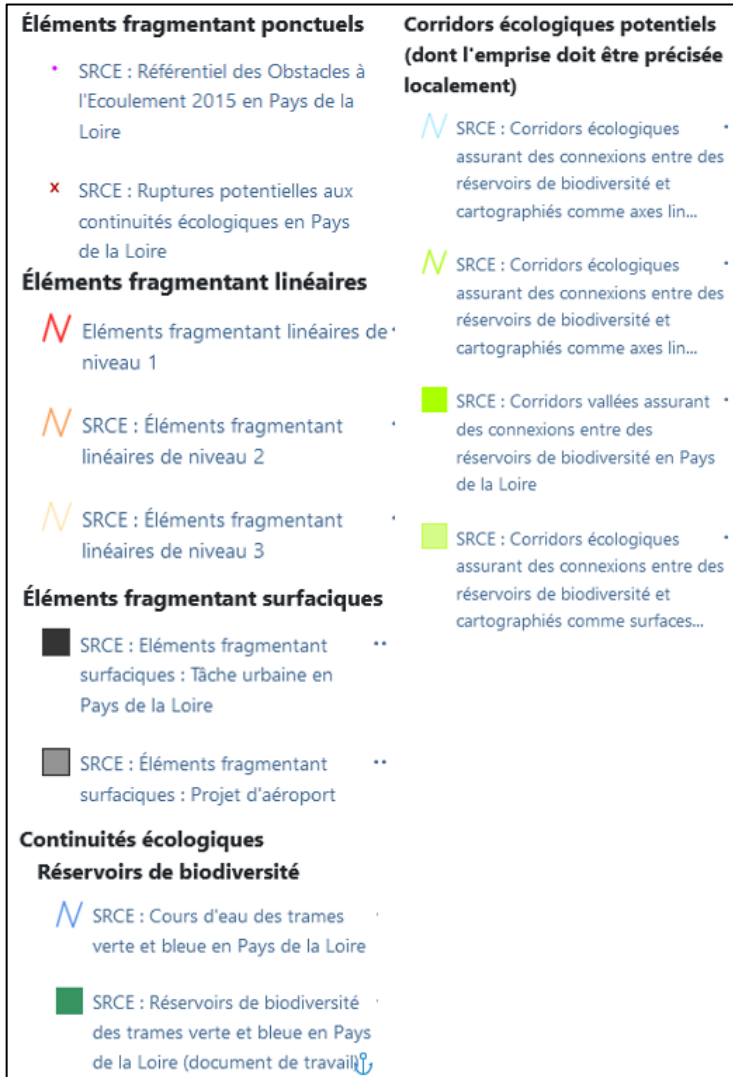 Éléments fragmentant ponctuels
SRCE : Référentiel des Obstacles à
l'Ecoulement 2015 en Pays de la
Loire
SRCE : Ruptures potentielles aux
continuités écologiques en Pays
de la Loire
Éléments fragmentant linéaires
Eléments fragmentant linéaires de
niveau 1
SRCE : Éléments fragmentant
linéaires de niveau 2
SRCE : Éléments fragmentant
linéaires de niveau 3
Éléments fragmentant surfaciques
SRCE : Eléments fragmentant
surfaciques : Tâche urbaine en
Pays de la Loire
SRCE : Éléments fragmentant
surfaciques : Projet d'aéroport
Continuités écologiques
Réservoirs de biodiversité
SRCE : Cours d'eau des trames
verte et bleue en Pays de la Loire
SRCE : Réservoirs de biodiversité
des trames verte et bleue en Pays
de la Loire (document de travail)
Corridors écologiques potentiels
(dont l'emprise doit être précisée
localement)
SRCE : Corridors écologiques
assurant des connexions entre des
réservoirs de biodiversité et
cartographiés comme axes lin...
SRCE : Corridors écologiques
assurant des connexions entre des
réservoirs de biodiversité et
cartographiés comme axes lin...
SRCE : Corridors vallées assurant
des connexions entre des
réservoirs de biodiversité en Pays
de la Loire
SRCE : Corridors écologiques
assurant des connexions entre des
réservoirs de biodiversité et
cartographiés comme surfaces...